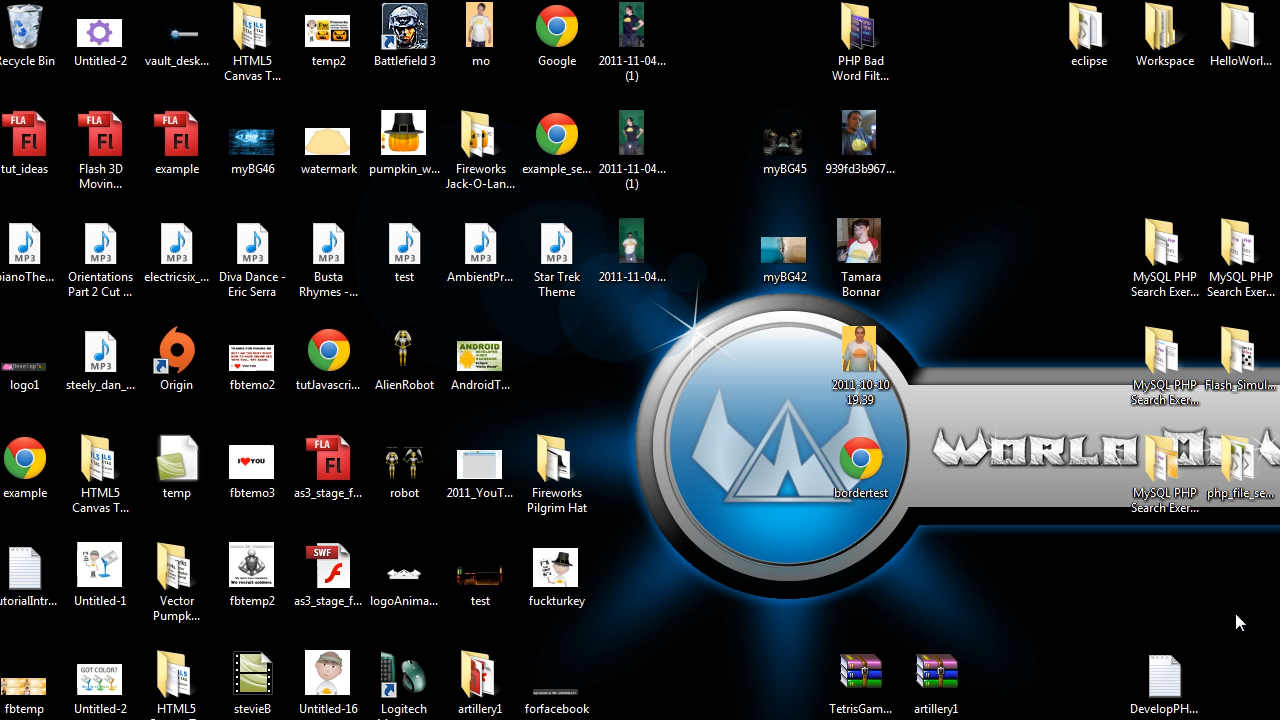 Recycle Bin
Untitled-2
vault_desk...
HTML5
Canvas T...
temp2
Battlefield 3
mo
Google
2011-11-04...
(1)
PHP Bad
Word Filt...
eclipse
Workspace
HelloWorl...
tut_ideas
Flash 3D
Movin...
example
myBG46
watermark
pumpkin_w...
Fireworks
Jack-O-Lan...
example_se...
2011-11-04...
(1)
myBG45
939fd3b967...
pianoThe...
Orientations
Part 2 Cut ...
electricsix_...
Diva Dance -
Eric Serra
Busta
Rhymes -...
test
AmbientPr...
Star Trek
Theme
2011-11-04...
myBG42
Tamara
Bonnar
MySQL PHP
Search Exer...
MySQL PHP
Search Exer...
logo1
steely_dan_...
Origin
fbtemo2
tutJavascri...
AlienRobot
AndroidT...
2011-10-10
19.39
MySQL PHP
Search Exer...
Flash_Simul...
example
HTML5
Canvas T...
temp
fbtemo3
as3_stage_f...
robot
2011_YouT...
Fireworks
Pilgrim Hat
bordertest
MySQL PHP
Search Exer...
php_file_se...
I YOU
utorialIntr...
Untitled-1
Vector
Pumpk...
fbtemp2
as3_stage_f...
logoAnima...
test
fuckturkey
fbtemp
Untitled-2
HTML5
stevieB
Untitled-16
Logitech
artillery1
forfacebook
TetrisGam...
artillery1
DevelopPH...
GOT COLOR?
World